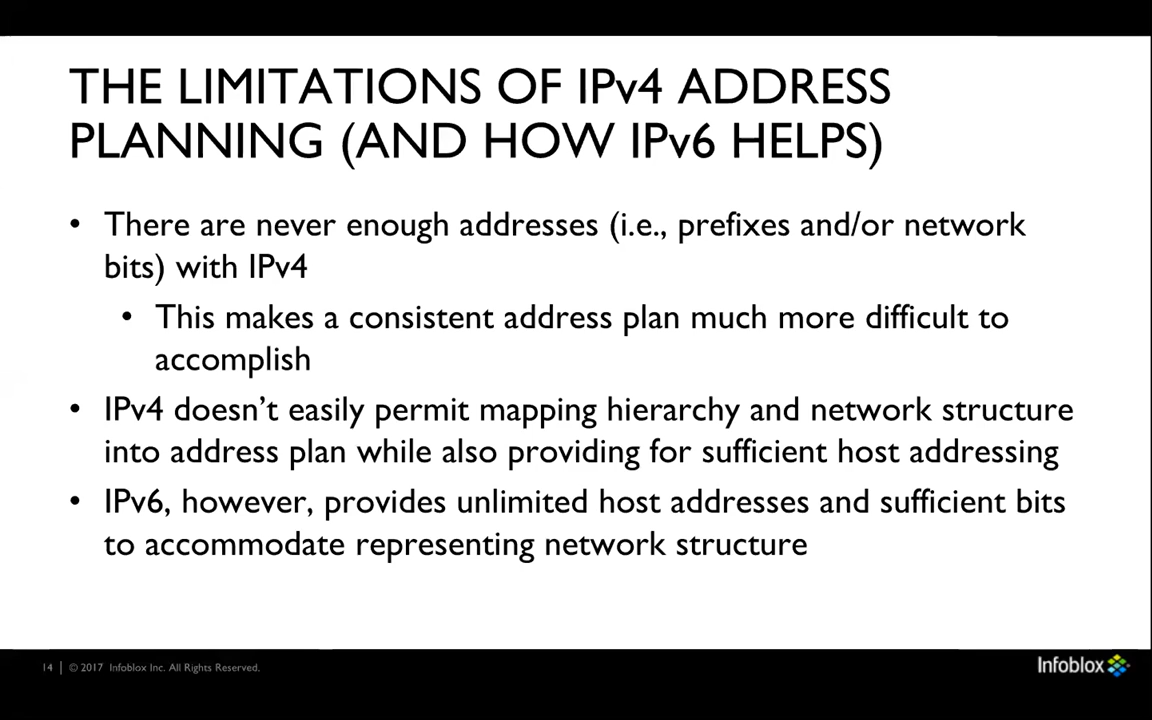 THE LIMITATIONS OF IPv4 ADDRESS
PLANNING (AND HOW IPv6 HELPS)
• There are never enough addresses (i.e., prefixes and/or network
bits) with IPv4
• This makes a consistent address plan much more difficult to
accomplish
• IPv4 doesn't easily permit mapping hierarchy and network structure
into address plan while also providing for sufficient host addressing
• IPv6, however, provides unlimited host addresses and sufficient bits
to accommodate representing network structure
14 | © 2017 Infoblox Inc. All Rights Reserved.
Infoblox